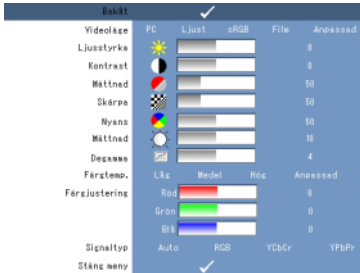 Bekåt
Videoläge PC Ljust sRGB Film Anpassad
Ljusstyrka 0
Kontrast 0
Mättnad 50
Skärpa 50
Nyans 50
Mättnad 10
Degamma 4
Färgtemp. Låg Medel Hög Anpassad
Färgjustering Rod 0
Grön 0
Blå 0
Signaltyp Auto RGB YCbCr YPbPr
Stäng meny